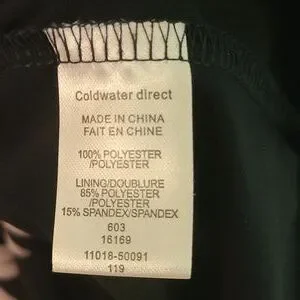 Coldwater direct
MADE IN CHINA
FAIT EN CHINE
100% POLYESTER
/POLYESTER
LINING/DOUBLURE
85% POLYESTER
/POLYESTER
15% SPANDEX/SPANDEX
603
16169
11018-50091
119